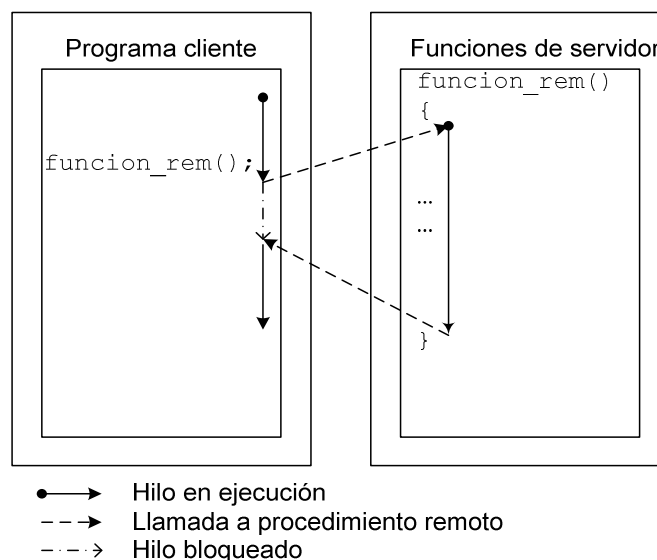 Programa cliente
Funciones de servidor
funcion_rem()
{
funcion_rem();
...
...
}
Hilo en ejecución
Llamada a procedimiento remoto
Hilo bloqueado